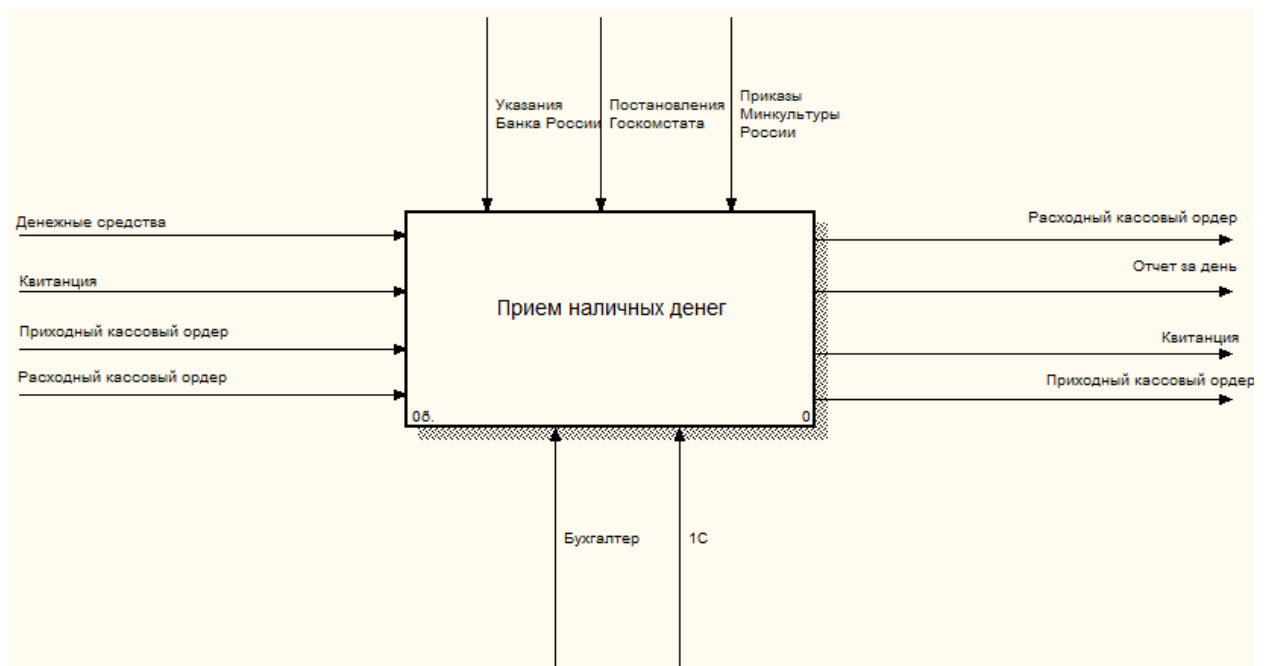 Указания
Банка России
Постановления
Госкомстата
Приказы
Минкультуры
России
Денежные средства
Квитанция
Приходный кассовый ордер
Расходный кассовый ордер
Прием наличных денег
0б.
0
Расходный кассовый ордер
Отчет за день
Квитанция
Приходный кассовый ордер
Бухгалтер
1С